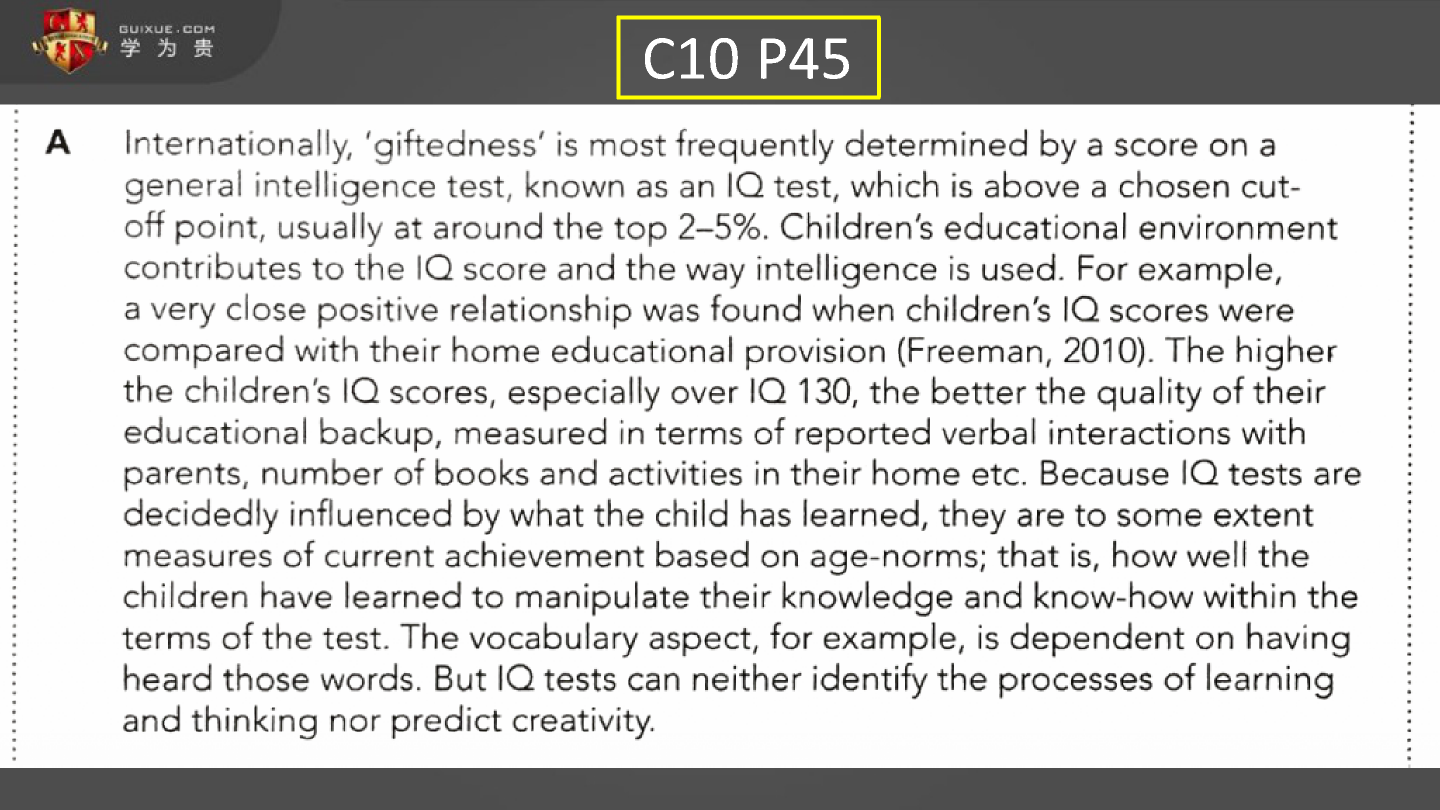 GUIXUE.COM
学为贵
C10 P45
A Internationally, ‘giftedness’ is most frequently determined by a score on a
general intelligence test, known as an IQ test, which is above a chosen cut-
off point, usually at around the top 2–5%. Children’s educational environment
contributes to the IQ score and the way intelligence is used. For example,
a very close positive relationship was found when children’s IQ scores were
compared with their home educational provision (Freeman, 2010). The higher
the children’s IQ scores, especially over IQ 130, the better the quality of their
educational backup, measured in terms of reported verbal interactions with
parents, number of books and activities in their home etc. Because IQ tests are
decidedly influenced by what the child has learned, they are to some extent
measures of current achievement based on age-norms; that is, how well the
children have learned to manipulate their knowledge and know-how within the
terms of the test. The vocabulary aspect, for example, is dependent on having
heard those words. But IQ tests can neither identify the processes of learning
and thinking nor predict creativity.